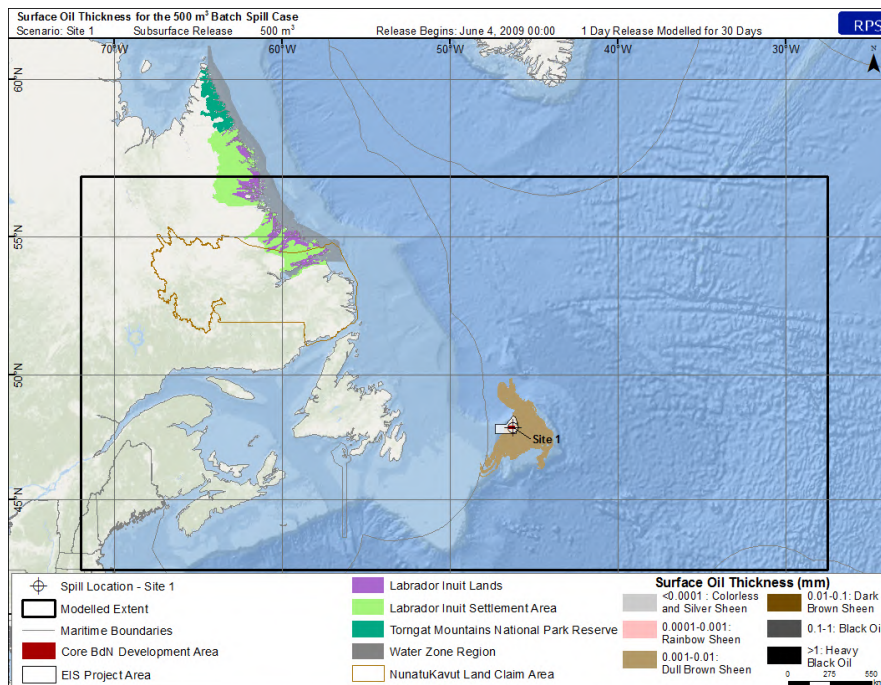 Surface Oil Thickness for the 500 m³ Batch Spill Case
Scenario: Site 1 Subsurface Release 500 m³ Release Begins: June 4, 2009 00:00 1 Day Release Modelled for 30 Days
RPS
70°W 60°W 50°W 40°W 30°W
N
60°N
55°N
50°N
Site 1
45°N
Spill Location - Site 1
Modelled Extent
Maritime Boundaries
Core BdN Development Area
EIS Project Area
Labrador Inuit Lands
Labrador Inuit Settlement Area
Torngat Mountains National Park Reserve
Water Zone Region
NunatuKavut Land Claim Area
Surface Oil Thickness (mm)
<0.0001 : Colorless
and Silver Sheen
0.0001-0.001:
Rainbow Sheen
0.001-0.01:
Dull Brown Sheen
0.01-0.1: Dark
Brown Sheen
0.1-1: Black Oil
>1: Heavy
Black Oil
0 275 550
km